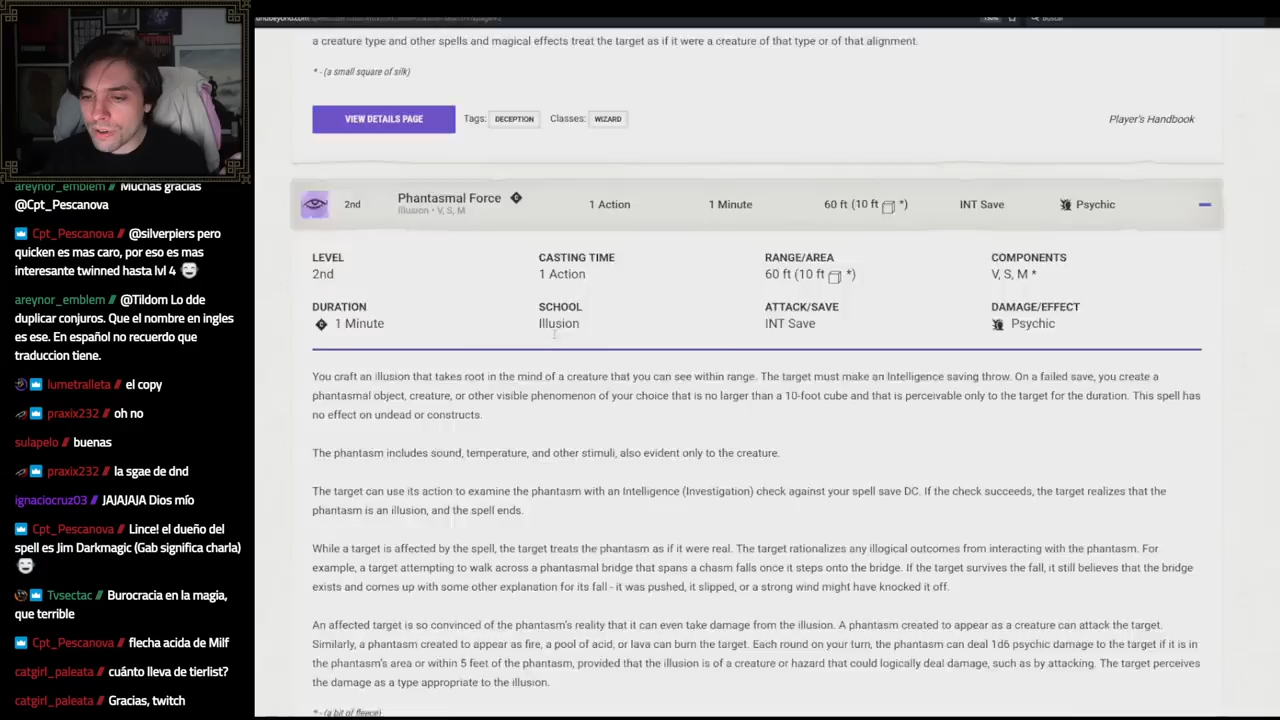 areynor_emblem // Muchas gracias
@Cpt_Pescanova
Cpt_Pescanova // @silverpiers pero
quicken es mas caro, por eso es mas
interesante twinned hasta lvl 4
areynor_emblem // @Tildom Lo dde
duplicar conjuros. Que el nombre en ingles
es ese. En español no recuerdo que
traduccion tiene.
lumetralleta // el copy
praxix232 // oh no
sulapelo // buenas
praxix232 // la sgae de dnd
ignaciocruz03 // JAJAJAJA Dios mío
Cpt_Pescanova // Lince! el dueño del
spell es Jim Darkmagic (Gab significa charla)
Tvsectac // Burocracia en la magia,
que terrible
Cpt_Pescanova // flecha acida de Milf
catgirl_paleata // cuánto lleva de tierlist?
catgirl_paleata // Gracias, twitch
150%
Buscar
a creature type and other spells and magical effects treat the target as if it were a creature of that type or of that alignment.
* - (a small square of silk)
VIEW DETAILS PAGE Tags: DECEPTION Classes: WIZARD Player's Handbook
2nd Phantasmal Force 1 Action 1 Minute 60 ft (10 ft *) INT Save Psychic
Illusion • V, S, M
LEVEL CASTING TIME RANGE/AREA COMPONENTS
2nd 1 Action 60 ft (10 ft *) V, S, M *
DURATION SCHOOL ATTACK/SAVE DAMAGE/EFFECT
1 Minute Illusion INT Save Psychic
You craft an illusion that takes root in the mind of a creature that you can see within range. The target must make an Intelligence saving throw. On a failed save, you create a
phantasmal object, creature, or other visible phenomenon of your choice that is no larger than a 10-foot cube and that is perceivable only to the target for the duration. This spell has
no effect on undead or constructs.
The phantasm includes sound, temperature, and other stimuli, also evident only to the creature.
The target can use its action to examine the phantasm with an Intelligence (Investigation) check against your spell save DC. If the check succeeds, the target realizes that the
phantasm is an illusion, and the spell ends.
While a target is affected by the spell, the target treats the phantasm as if it were real. The target rationalizes any illogical outcomes from interacting with the phantasm. For
example, a target attempting to walk across a phantasmal bridge that spans a chasm falls once it steps onto the bridge. If the target survives the fall, it still believes that the bridge
exists and comes up with some other explanation for its fall - it was pushed, it slipped, or a strong wind might have knocked it off.
An affected target is so convinced of the phantasm's reality that it can even take damage from the illusion. A phantasm created to appear as a creature can attack the target.
Similarly, a phantasm created to appear as fire, a pool of acid, or lava can burn the target. Each round on your turn, the phantasm can deal 1d6 psychic damage to the target if it is in
the phantasm's area or within 5 feet of the phantasm, provided that the illusion is of a creature or hazard that could logically deal damage, such as by attacking. The target perceives
the damage as a type appropriate to the illusion.
* - (a bit of fleece)